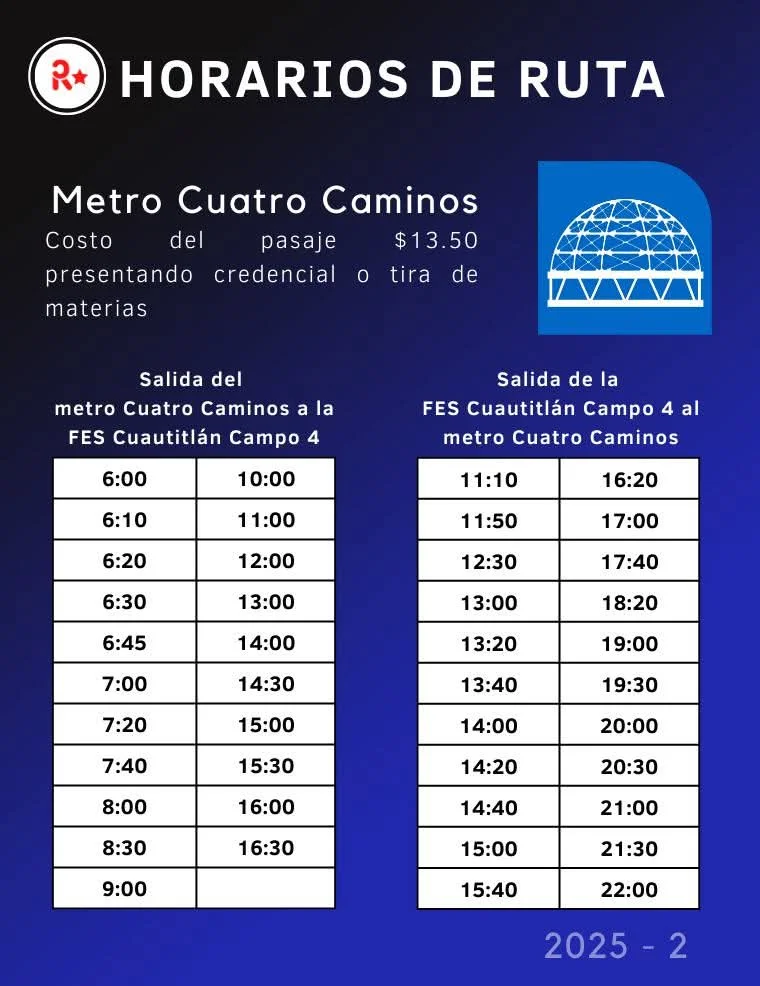 R★ HORARIOS DE RUTA
Metro Cuatro Caminos
Costo del pasaje $13.50
presentando credencial o tira de
materias
Salida del
metro Cuatro Caminos a la
FES Cuautitlán Campo 4
6:00 10:00
6:10 11:00
6:20 12:00
6:30 13:00
6:45 14:00
7:00 14:30
7:20 15:00
7:40 15:30
8:00 16:00
8:30 16:30
9:00
Salida de la
FES Cuautitlán Campo 4 al
metro Cuatro Caminos
11:10 16:20
11:50 17:00
12:30 17:40
13:00 18:20
13:20 19:00
13:40 19:30
14:00 20:00
14:20 20:30
14:40 21:00
15:00 21:30
15:40 22:00
2025 - 2